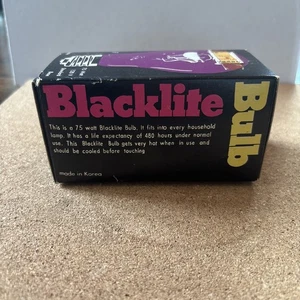 Blacklite
Bulb
This is a 75 watt Blacklite Bulb. It fits into every household
lamp. It has a life expectancy of 480 hours under normal
use. This Blacklite Bulb gets very hot when in use and
should be cooled before touching
made in Korea